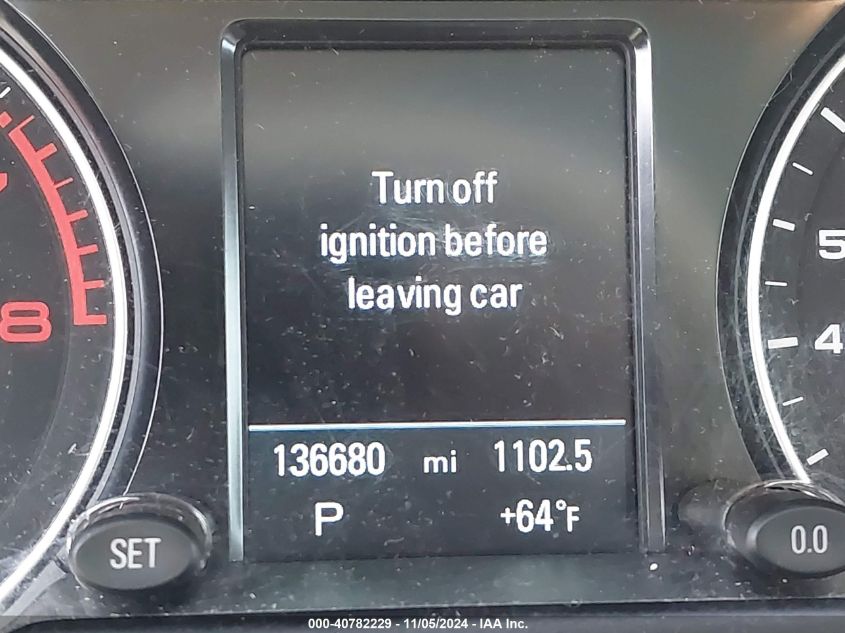 Turn off
ignition before
leaving car
136680 mi 1102.5
P +64°F
8
5
4
SET
0.0
000-40782229 - 11/05/2024 - IAA Inc.